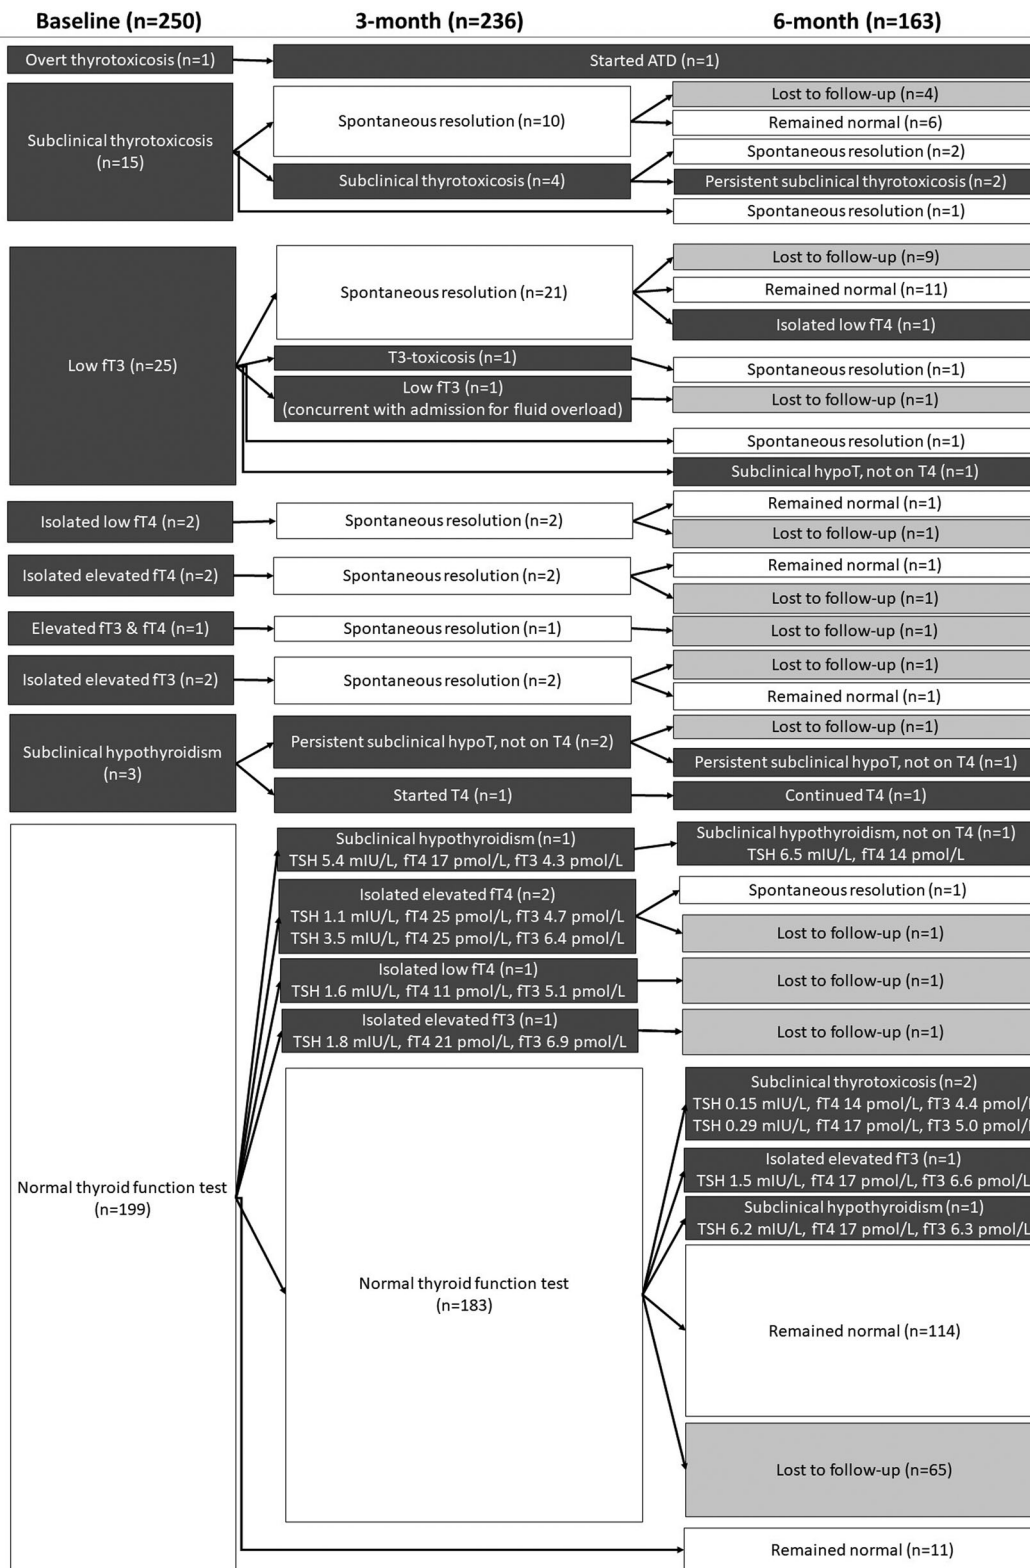 Baseline (n=250)
3-month (n=236)
6-month (n=163)
Overt thyrotoxicosis (n=1)
Started ATD (n=1)
Subclinical thyrotoxicosis
(n=15)
Spontaneous resolution (n=10)
Lost to follow-up (n=4)
Remained normal (n=6)
Subclinical thyrotoxicosis (n=4)
Spontaneous resolution (n=2)
Persistent subclinical thyrotoxicosis (n=2)
Spontaneous resolution (n=1)
Low fT3 (n=25)
Spontaneous resolution (n=21)
Lost to follow-up (n=9)
Remained normal (n=11)
Isolated low fT4 (n=1)
T3-toxicosis (n=1)
Spontaneous resolution (n=1)
Low fT3 (n=1)
(concurrent with admission for fluid overload)
Lost to follow-up (n=1)
Spontaneous resolution (n=1)
Subclinical hypoT, not on T4 (n=1)
Isolated low fT4 (n=2)
Spontaneous resolution (n=2)
Remained normal (n=1)
Lost to follow-up (n=1)
Isolated elevated fT4 (n=2)
Spontaneous resolution (n=2)
Remained normal (n=1)
Lost to follow-up (n=1)
Elevated fT3 & fT4 (n=1)
Spontaneous resolution (n=1)
Lost to follow-up (n=1)
Isolated elevated fT3 (n=2)
Spontaneous resolution (n=2)
Lost to follow-up (n=1)
Remained normal (n=1)
Subclinical hypothyroidism
(n=3)
Persistent subclinical hypoT, not on T4 (n=2)
Lost to follow-up (n=1)
Persistent subclinical hypoT, not on T4 (n=1)
Started T4 (n=1)
Continued T4 (n=1)
Normal thyroid function test
(n=199)
Subclinical hypothyroidism (n=1)
TSH 5.4 mIU/L, fT4 17 pmol/L, fT3 4.3 pmol/L
Subclinical hypothyroidism, not on T4 (n=1)
TSH 6.5 mIU/L, fT4 14 pmol/L
Isolated elevated fT4 (n=2)
TSH 1.1 mIU/L, fT4 25 pmol/L, fT3 4.7 pmol/L
TSH 3.5 mIU/L, fT4 25 pmol/L, fT3 6.4 pmol/L
Spontaneous resolution (n=1)
Lost to follow-up (n=1)
Isolated low fT4 (n=1)
TSH 1.6 mIU/L, fT4 11 pmol/L, fT3 5.1 pmol/L
Lost to follow-up (n=1)
Isolated elevated fT3 (n=1)
TSH 1.8 mIU/L, fT4 21 pmol/L, fT3 6.9 pmol/L
Lost to follow-up (n=1)
Normal thyroid function test
(n=183)
Subclinical thyrotoxicosis (n=2)
TSH 0.15 mIU/L, fT4 14 pmol/L, fT3 4.4 pmol/L
TSH 0.29 mIU/L, fT4 17 pmol/L, fT3 5.0 pmol/L
Isolated elevated fT3 (n=1)
TSH 1.5 mIU/L, fT4 17 pmol/L, fT3 6.6 pmol/L
Subclinical hypothyroidism (n=1)
TSH 6.2 mIU/L, fT4 17 pmol/L, fT3 6.3 pmol/L
Remained normal (n=114)
Lost to follow-up (n=65)
Remained normal (n=11)